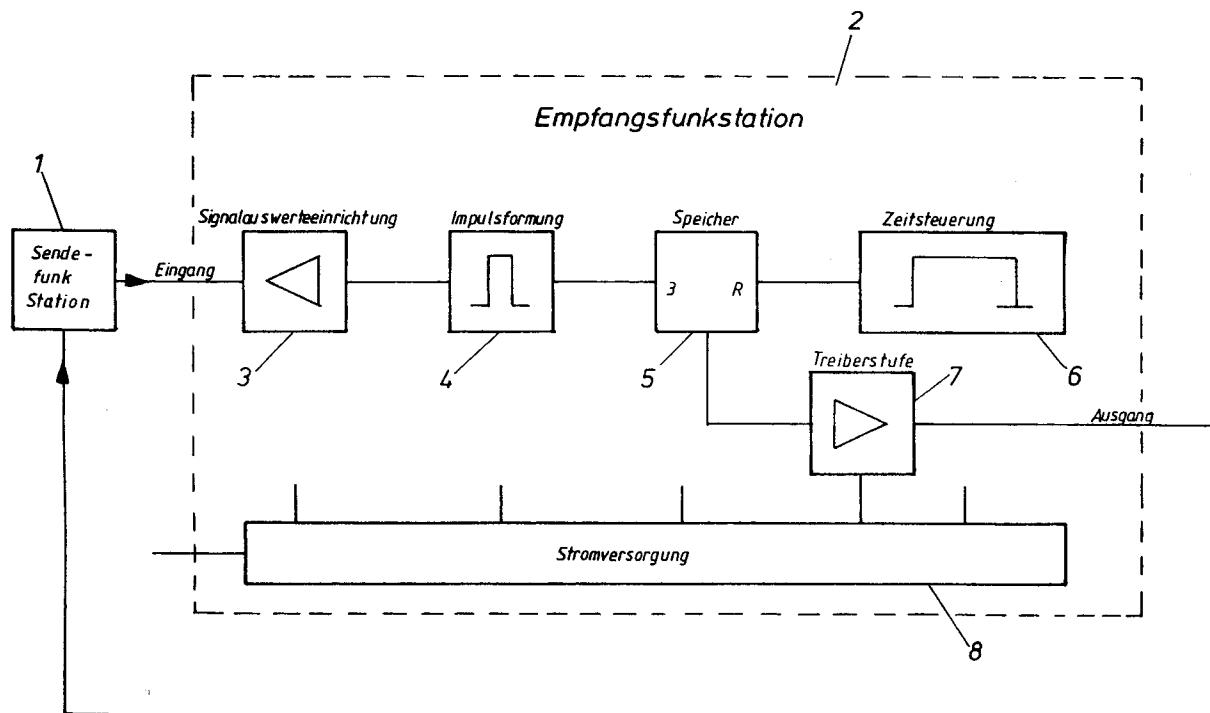 2
Empfangsfunkstation
1
Sende-
funk
Station
Eingang
Signalauswerteeinrichtung
3
Impulsformung
4
Speicher
3 R
5
Zeitsteuerung
6
Treiberstufe
7
Ausgang
Stromversorgung
8